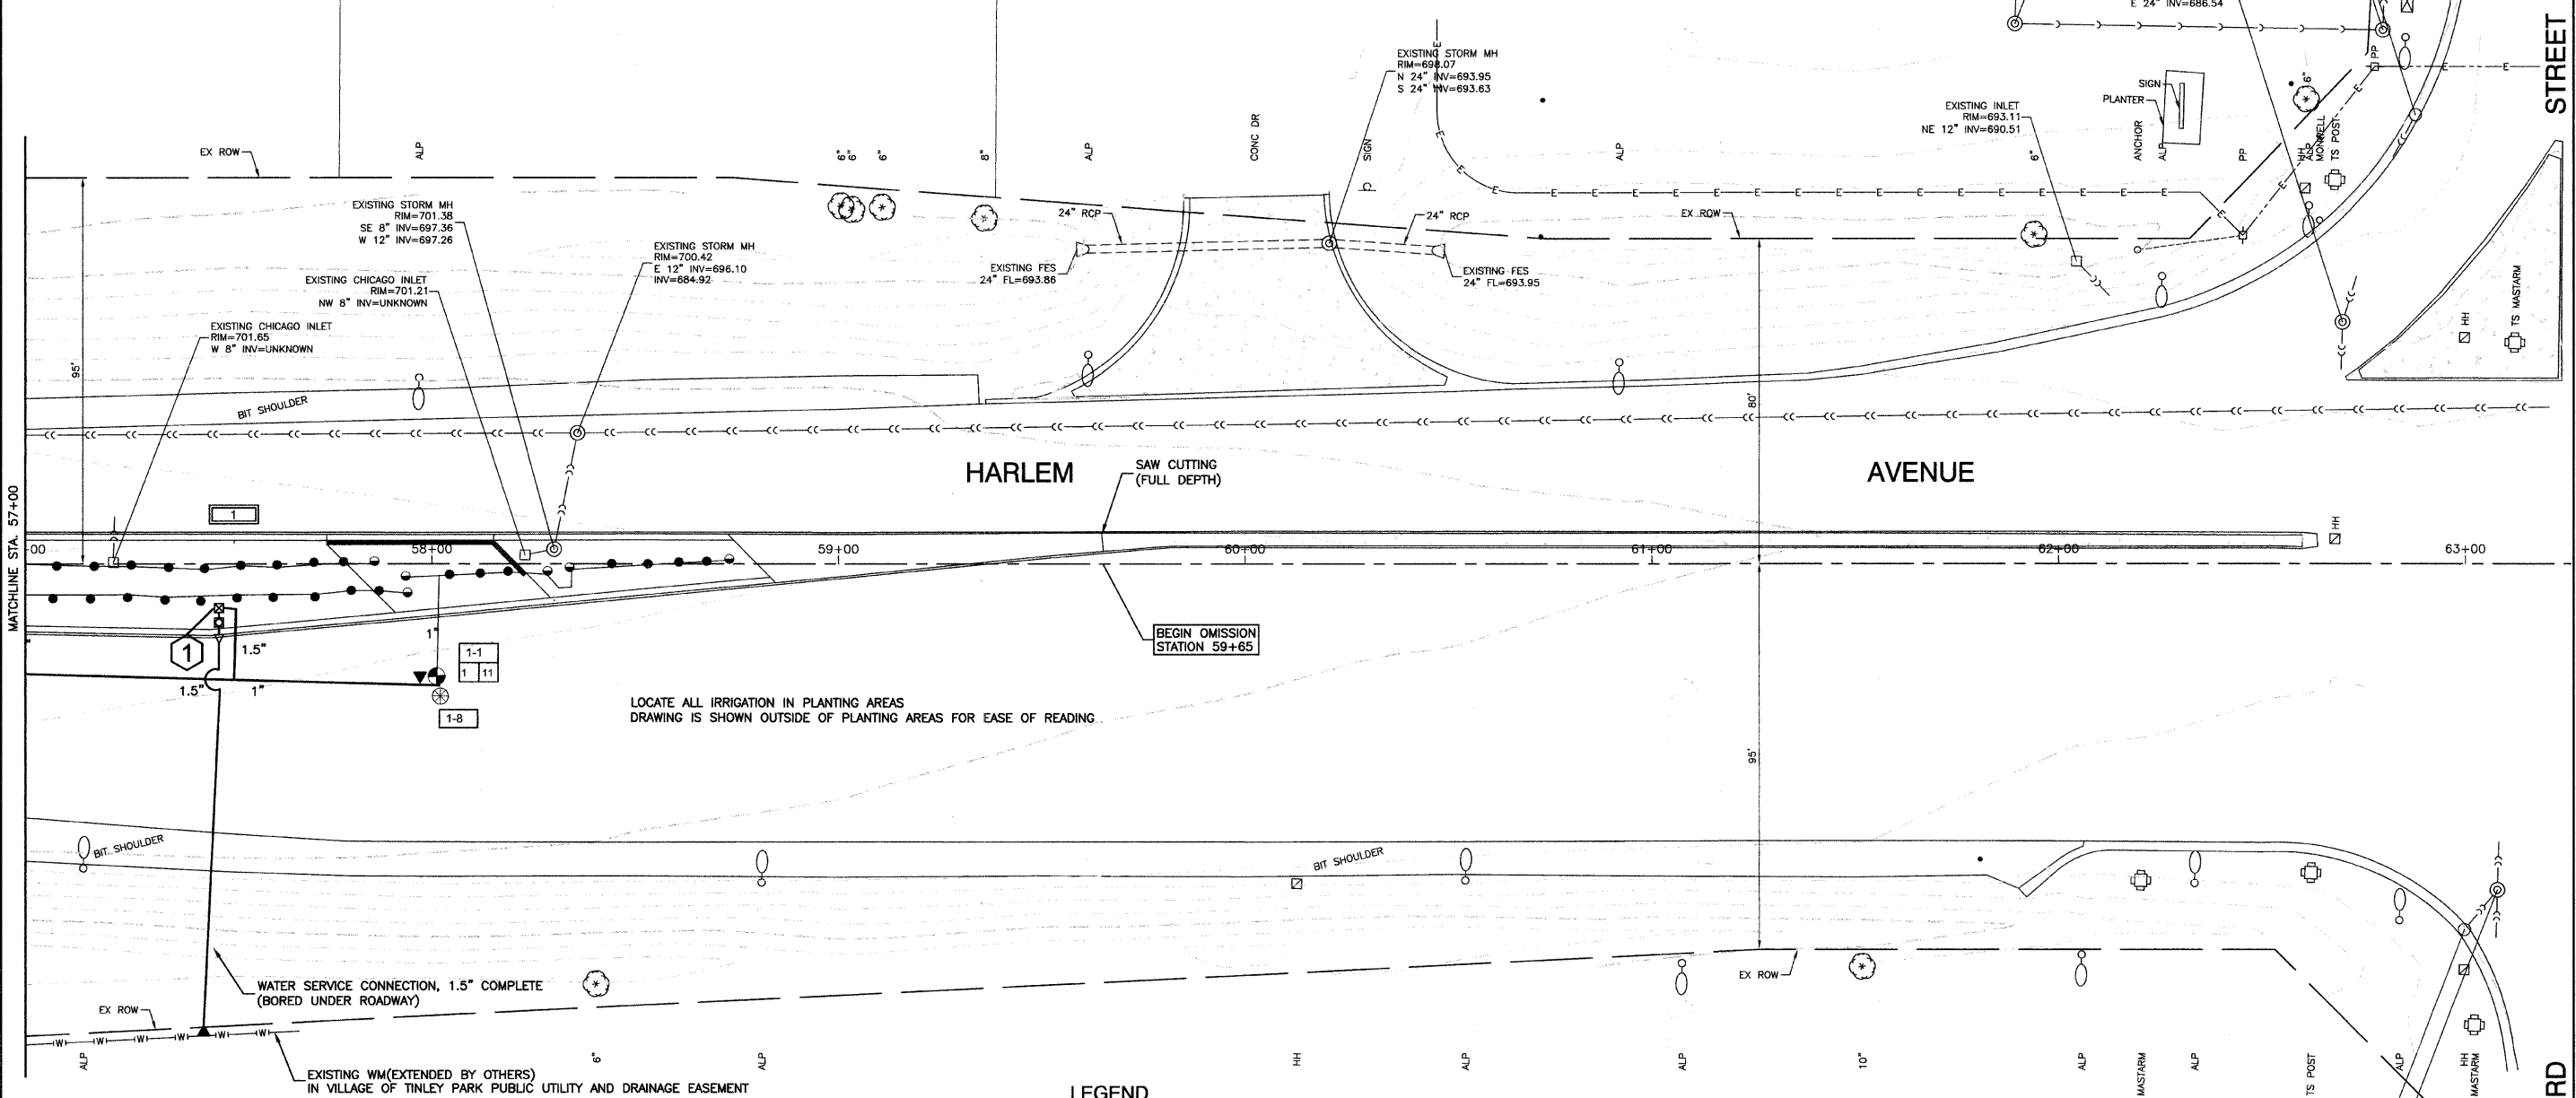 E 24" INV=686.54
STREET
EXISTING STORM MH
RIM=698.07
N 24" INV=693.95
S 24" INV=693.63
SIGN
PLANTER
PP
6"
EXISTING INLET
RIM=693.11
NE 12" INV=690.51
EX ROW
ALP
6"
6"
6"
8"
ALP
CONC DR
SIGN
ALP
6"
ANCHOR
ALP
PP
HH
ALP
TS POST
EXISTING STORM MH
RIM=701.38
SE 8" INV=697.36
W 12" INV=697.26
24" RCP
24" RCP
EX ROW
EXISTING STORM MH
RIM=700.42
E 12" INV=696.10
INV=684.92
EXISTING CHICAGO INLET
RIM=701.21
NW 8" INV=UNKNOWN
EXISTING FES
24" FL=693.86
EXISTING FES
24" FL=693.95
EXISTING CHICAGO INLET
RIM=701.65
W 8" INV=UNKNOWN
HH
TS MASTARM
95'
BIT SHOULDER
80'
HARLEM AVENUE
SAW CUTTING
(FULL DEPTH)
MATCHLINE STA. 57+00
1
00
58+00
59+00
60+00
61+00
62+00
63+00
HH
BEGIN OMISSION
STATION 59+65
1
1.5"
1"
1-1
1 11
1.5"
1"
1-8
LOCATE ALL IRRIGATION IN PLANTING AREAS
DRAWING IS SHOWN OUTSIDE OF PLANTING AREAS FOR EASE OF READING
95'
BIT SHOULDER
BIT SHOULDER
WATER SERVICE CONNECTION, 1.5" COMPLETE
(BORED UNDER ROADWAY)
EX ROW
EX ROW
EXISTING WM(EXTENDED BY OTHERS)
IN VILLAGE OF TINLEY PARK PUBLIC UTILITY AND DRAINAGE EASEMENT
ALP
6"
ALP
HH
ALP
ALP
10"
ALP
MASTARM
ALP
TS POST
ALP
HH
MASTARM
LEGEND
RD